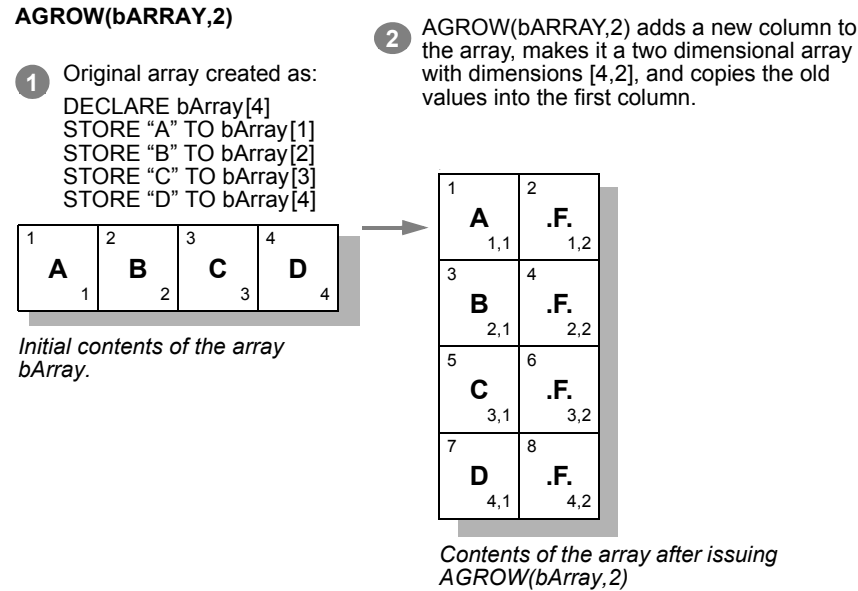 AGROW(bARRAY,2)
1
Original array created as:
DECLARE bArray[4]
STORE “A” TO bArray[1]
STORE “B” TO bArray[2]
STORE “C” TO bArray[3]
STORE “D” TO bArray[4]
1 2 3 4
A B C D
1 2 3 4
Initial contents of the array
bArray.
2
AGROW(bARRAY,2) adds a new column to
the array, makes it a two dimensional array
with dimensions [4,2], and copies the old
values into the first column.
1 2
A .F.
1,1 1,2
3 4
B .F.
2,1 2,2
5 6
C .F.
3,1 3,2
7 8
D .F.
4,1 4,2
Contents of the array after issuing
AGROW(bArray,2)